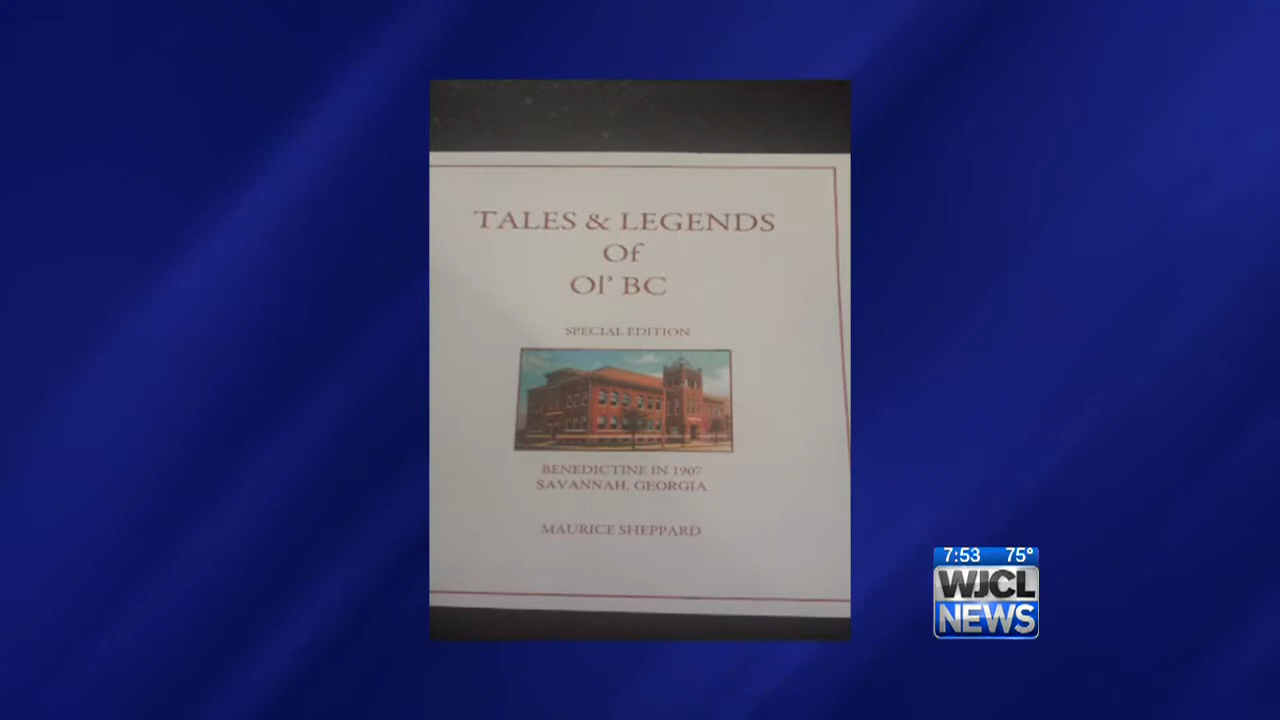 TALES & LEGENDS
Of
Ol' BC
SPECIAL EDITION
BENEDICTINE IN 1907
SAVANNAH, GEORGIA
MAURICE SHEPPARD
7:53 75°
WJCL
NEWS